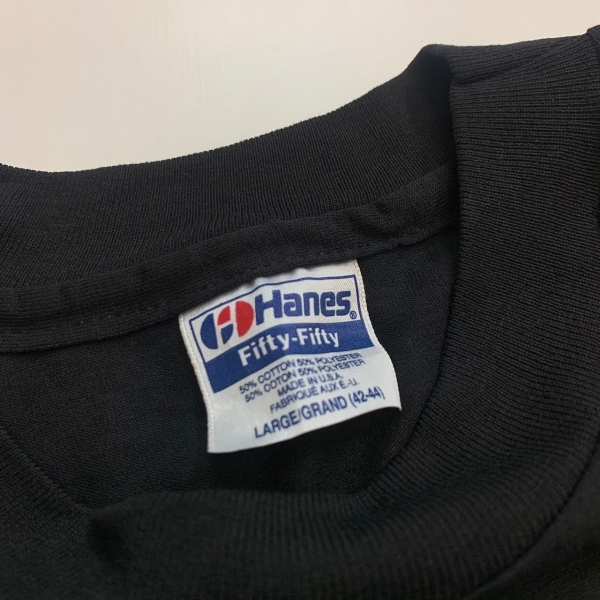 Hanes®
Fifty-Fifty
50% COTTON 50% POLYESTER
50% COTON 50% POLYESTER
MADE IN U.S.A.
FABRIQUE AUX É.-U.
LARGE/GRAND (42-44)